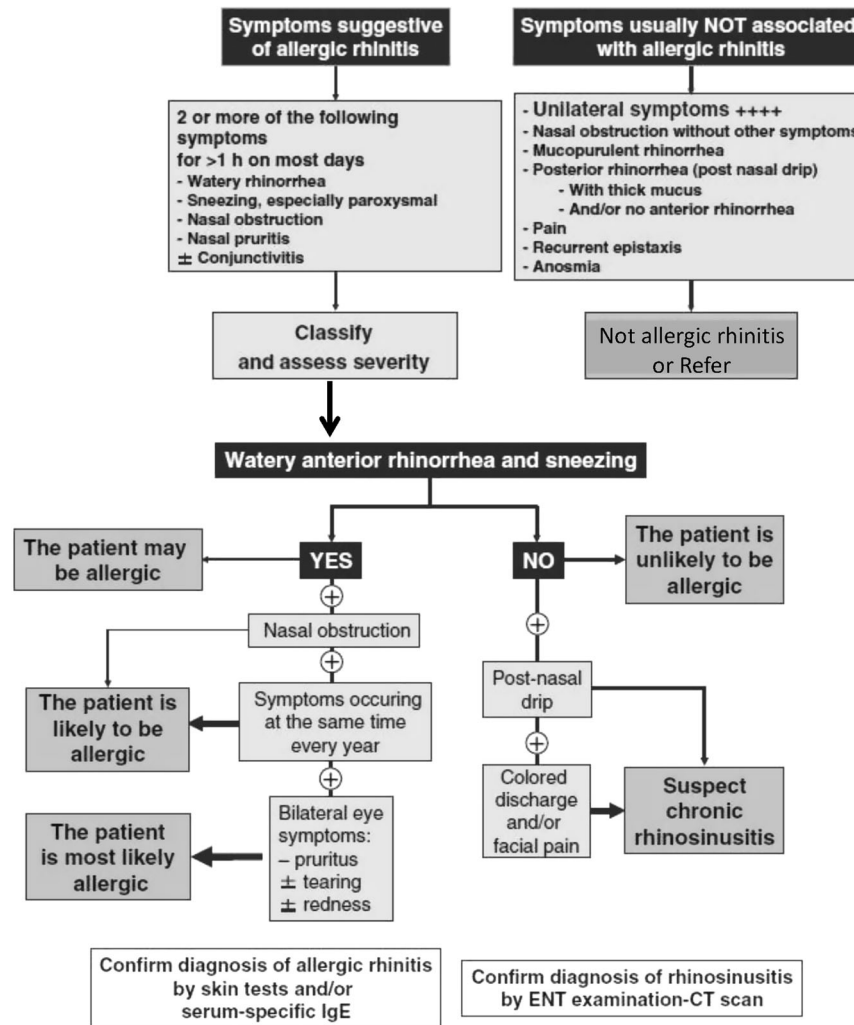 Symptoms suggestive
of allergic rhinitis
Symptoms usually NOT associated
with allergic rhinitis
2 or more of the following
symptoms
for >1 h on most days
- Watery rhinorrhea
- Sneezing, especially paroxysmal
- Nasal obstruction
- Nasal pruritis
± Conjunctivitis
- Unilateral symptoms ++++
- Nasal obstruction without other symptoms
- Mucopurulent rhinorrhea
- Posterior rhinorrhea (post nasal drip)
- With thick mucus
- And/or no anterior rhinorrhea
- Pain
- Recurrent epistaxis
- Anosmia
Classify
and assess severity
Not allergic rhinitis
or Refer
Watery anterior rhinorrhea and sneezing
The patient may
be allergic
YES
NO
The patient is
unlikely to be
allergic
+
Nasal obstruction
+
+
The patient is
likely to be
allergic
Symptoms occuring
at the same time
every year
Post-nasal
drip
+
+
The patient
is most likely
allergic
Bilateral eye
symptoms:
– pruritus
± tearing
± redness
Colored
discharge
and/or
facial pain
Suspect
chronic
rhinosinusitis
Confirm diagnosis of allergic rhinitis
by skin tests and/or
serum-specific IgE
Confirm diagnosis of rhinosinusitis
by ENT examination-CT scan